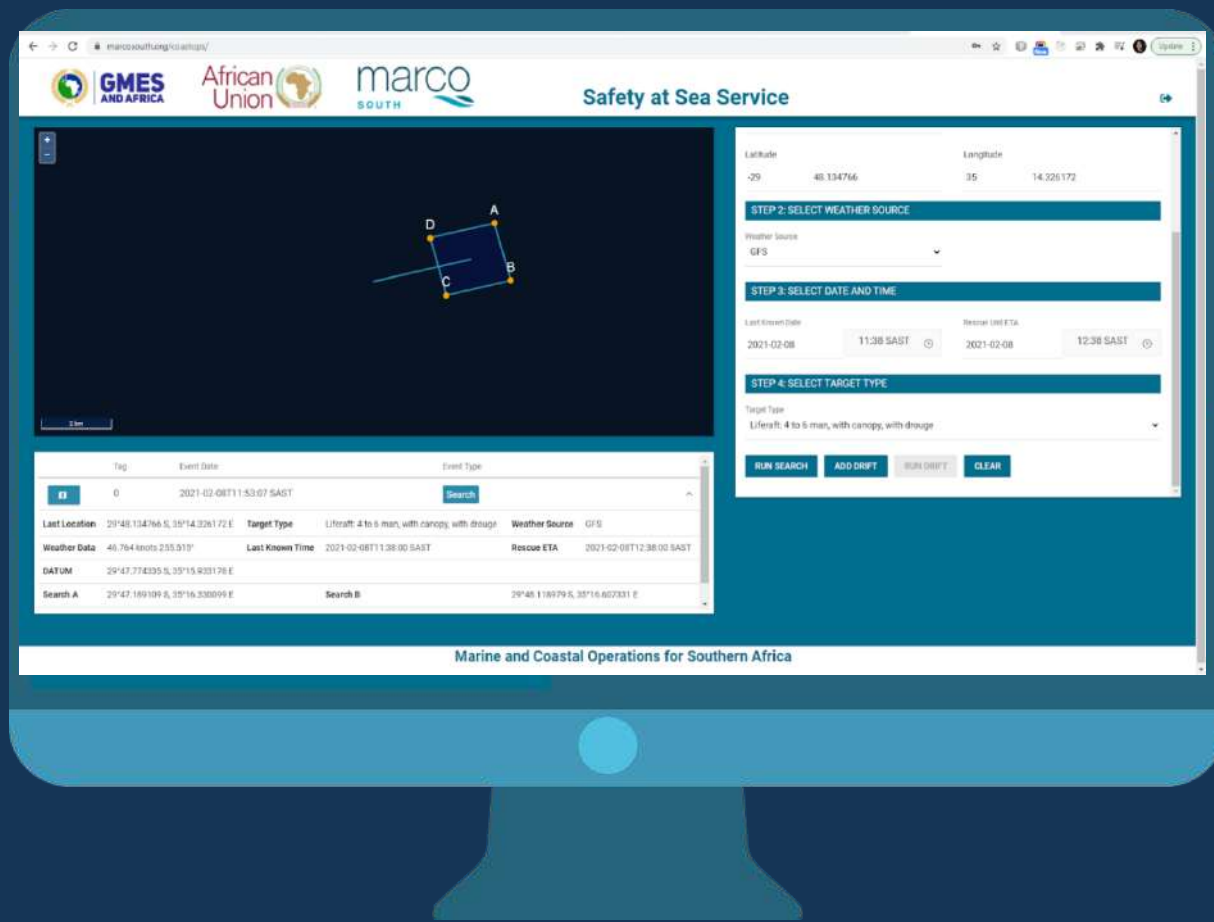 marcosouth.org/coastops/
Update
GMES
AND AFRICA
African
Union
marco
SOUTH
Safety at Sea Service
+
-
A
D
B
C
2 km
Latitude Longitude
-29 48.134766 35 14.326172
STEP 2: SELECT WEATHER SOURCE
Weather Source
GFS
STEP 3: SELECT DATE AND TIME
Last Known Date Rescue Unit ETA
2021-02-08 11:38 SAST 2021-02-08 12:38 SAST
STEP 4: SELECT TARGET TYPE
Target Type
Liferaft: 4 to 6 man, with canopy, with drouge
RUN SEARCH ADD DRIFT RUN DRIFT CLEAR
Tag Event Date Event Type
0 2021-02-08T11:53:07 SAST Search
Last Location 29°48.134766 S, 35°14.326172 E Target Type Liferaft: 4 to 6 man, with canopy, with drouge Weather Source GFS
Weather Data 46.764 knots 255.515° Last Known Time 2021-02-08T11:38:00 SAST Rescue ETA 2021-02-08T12:38:00 SAST
DATUM 29°47.774335 S, 35°15.933178 E
Search A 29°47.169109 S, 35°16.330099 E Search B 29°48.118979 S, 35°16.602331 E
Marine and Coastal Operations for Southern Africa